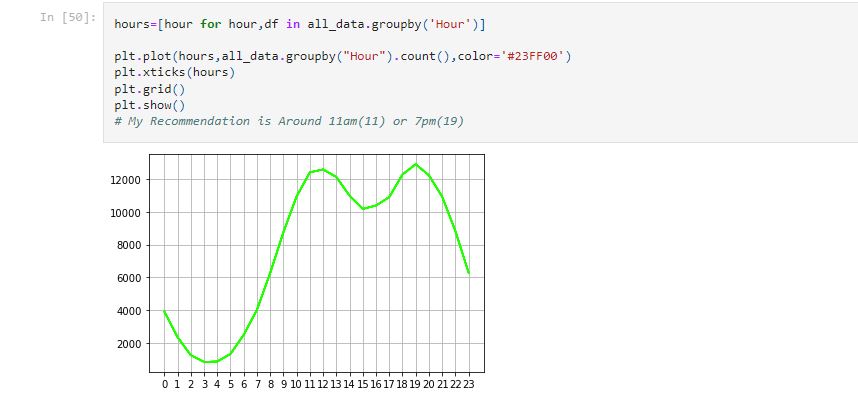 In [50]:
hours=[hour for hour,df in all_data.groupby('Hour')]
plt.plot(hours,all_data.groupby("Hour").count(),color='#23FF00')
plt.xticks(hours)
plt.grid()
plt.show()
# My Recommendation is Around 11am(11) or 7pm(19)
12000
10000
8000
6000
4000
2000
0 1 2 3 4 5 6 7 8 9 10 11 12 13 14 15 16 17 18 19 20 21 22 23